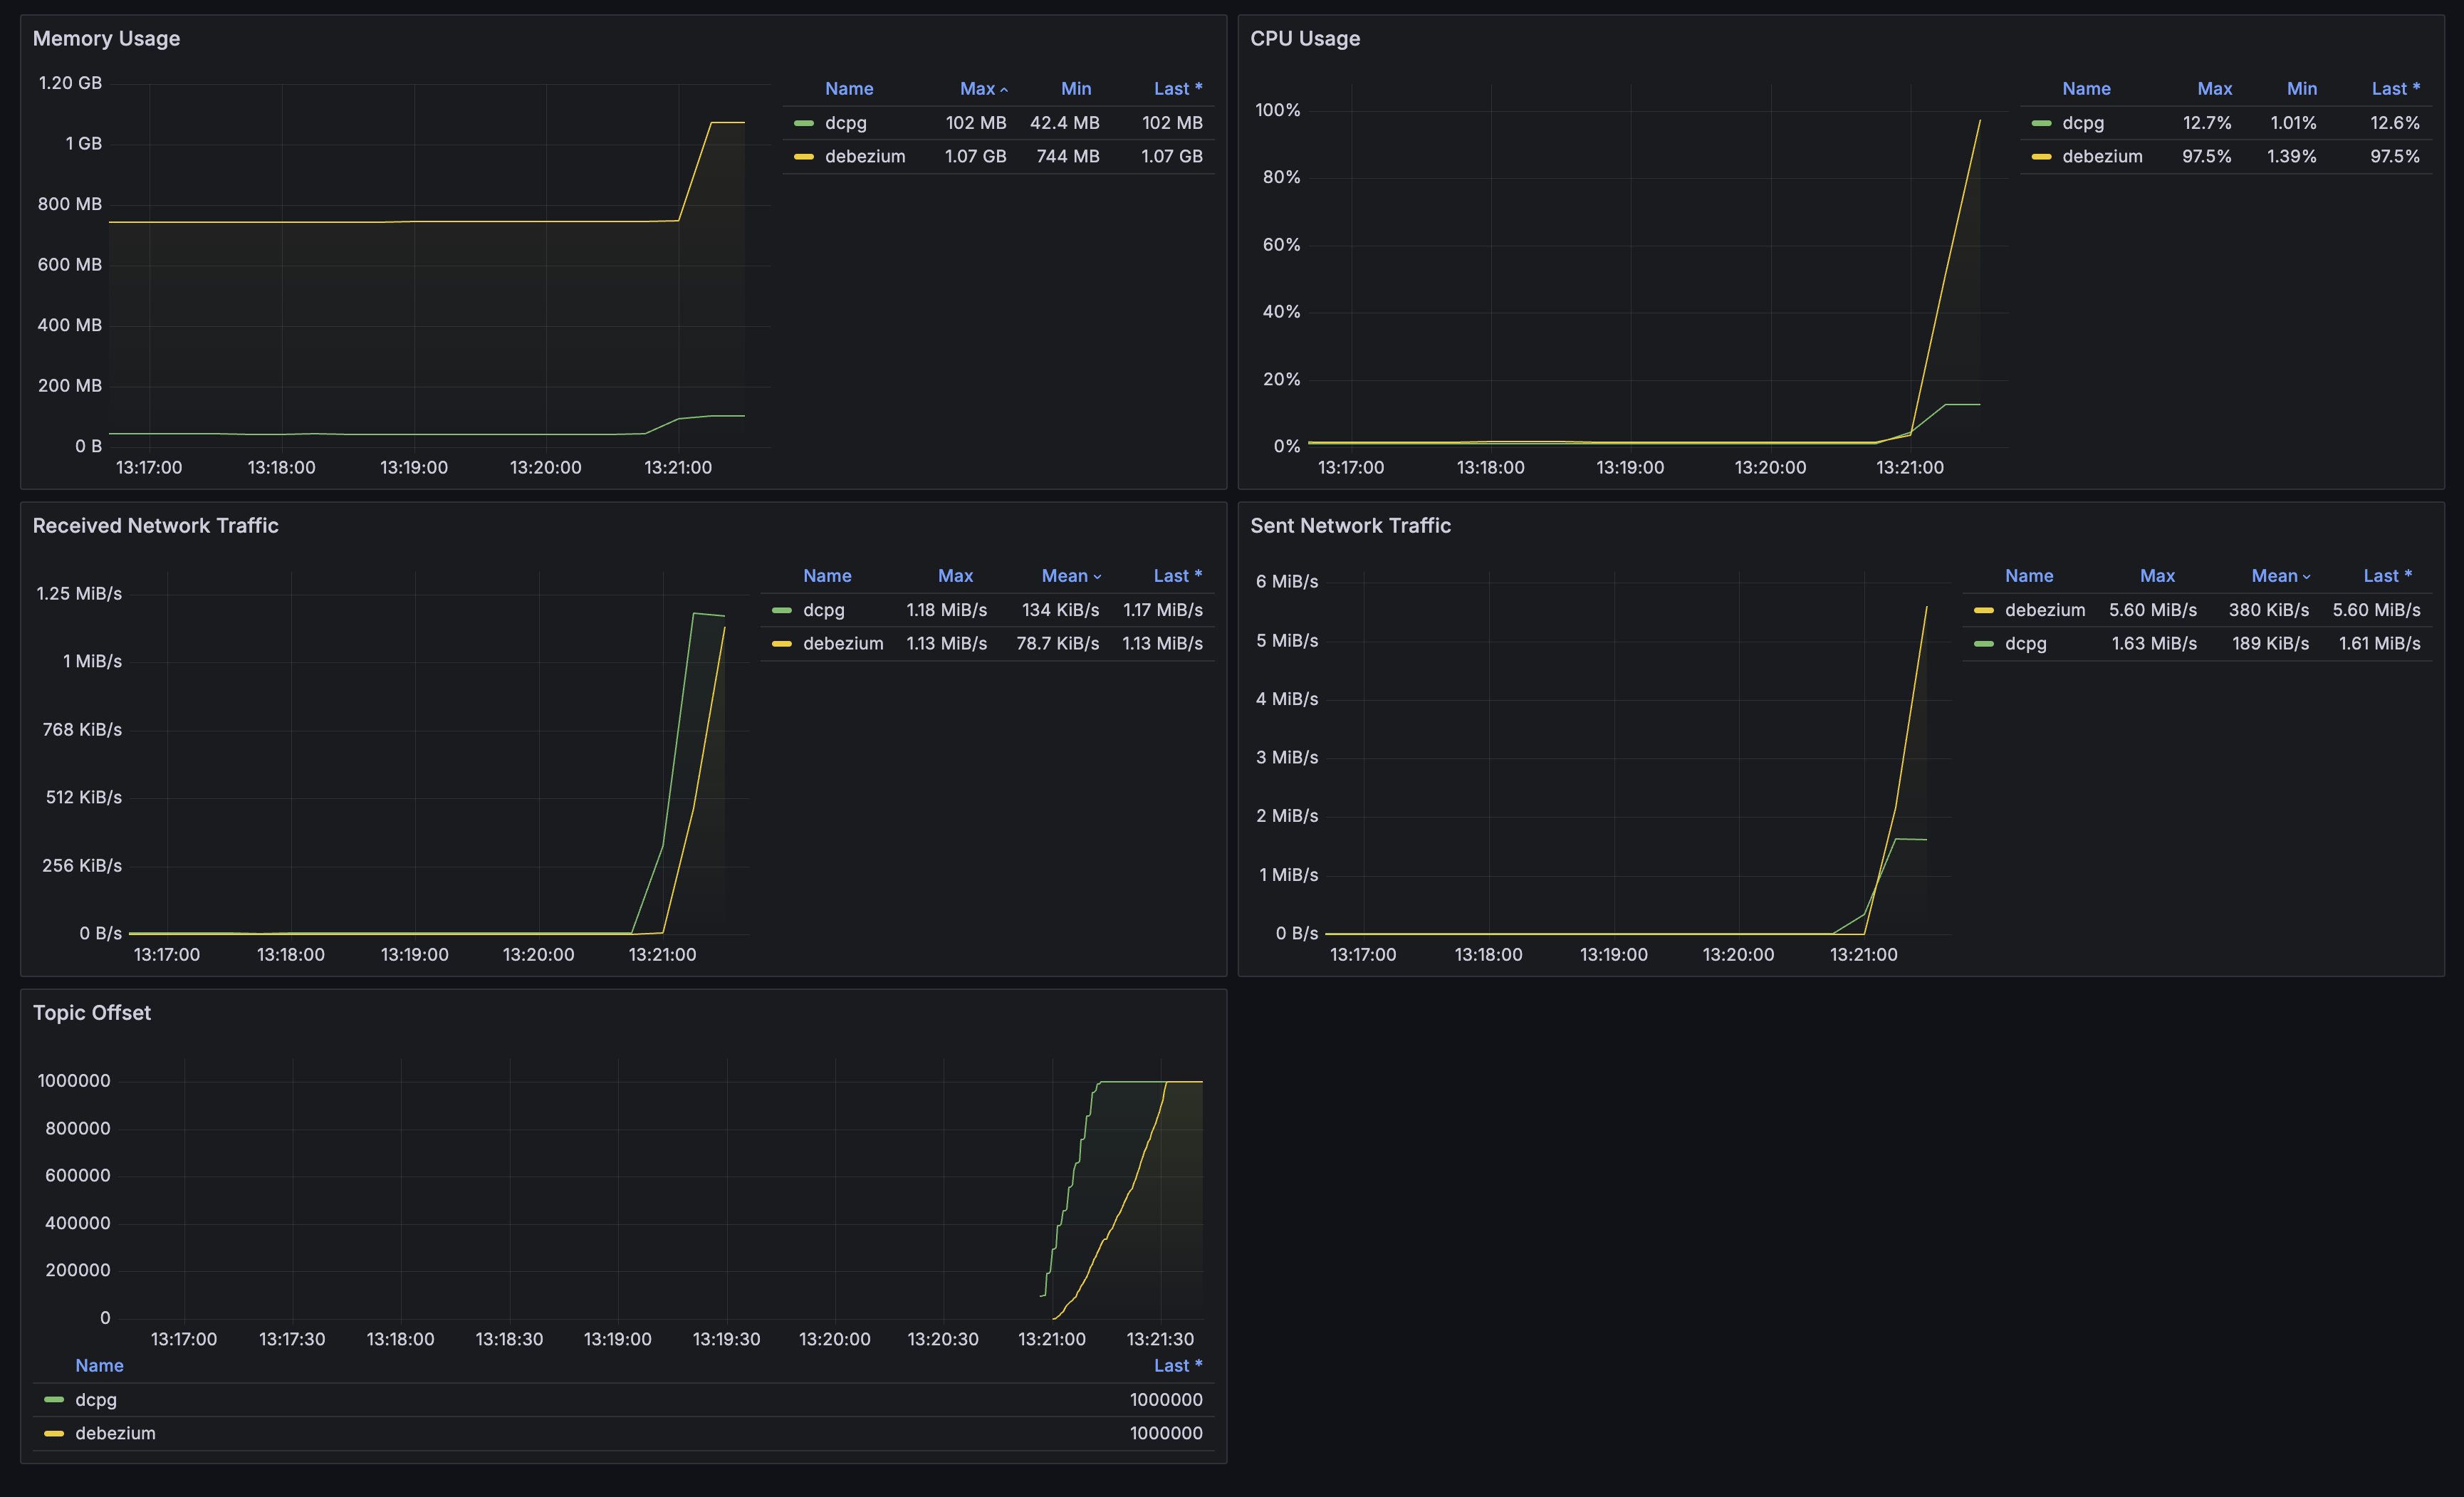 Memory Usage
1.20 GB
1 GB
800 MB
600 MB
400 MB
200 MB
0 B
13:17:00 13:18:00 13:19:00 13:20:00 13:21:00
Name Max Min Last *
dcpg 102 MB 42.4 MB 102 MB
debezium 1.07 GB 744 MB 1.07 GB
CPU Usage
100%
80%
60%
40%
20%
0%
13:17:00 13:18:00 13:19:00 13:20:00 13:21:00
Name Max Min Last *
dcpg 12.7% 1.01% 12.6%
debezium 97.5% 1.39% 97.5%
Received Network Traffic
1.25 MiB/s
1 MiB/s
768 KiB/s
512 KiB/s
256 KiB/s
0 B/s
13:17:00 13:18:00 13:19:00 13:20:00 13:21:00
Name Max Mean Last *
dcpg 1.18 MiB/s 134 KiB/s 1.17 MiB/s
debezium 1.13 MiB/s 78.7 KiB/s 1.13 MiB/s
Sent Network Traffic
6 MiB/s
5 MiB/s
4 MiB/s
3 MiB/s
2 MiB/s
1 MiB/s
0 B/s
13:17:00 13:18:00 13:19:00 13:20:00 13:21:00
Name Max Mean Last *
debezium 5.60 MiB/s 380 KiB/s 5.60 MiB/s
dcpg 1.63 MiB/s 189 KiB/s 1.61 MiB/s
Topic Offset
1000000
800000
600000
400000
200000
0
13:17:00 13:17:30 13:18:00 13:18:30 13:19:00 13:19:30 13:20:00 13:20:30 13:21:00 13:21:30
Name Last *
dcpg 1000000
debezium 1000000